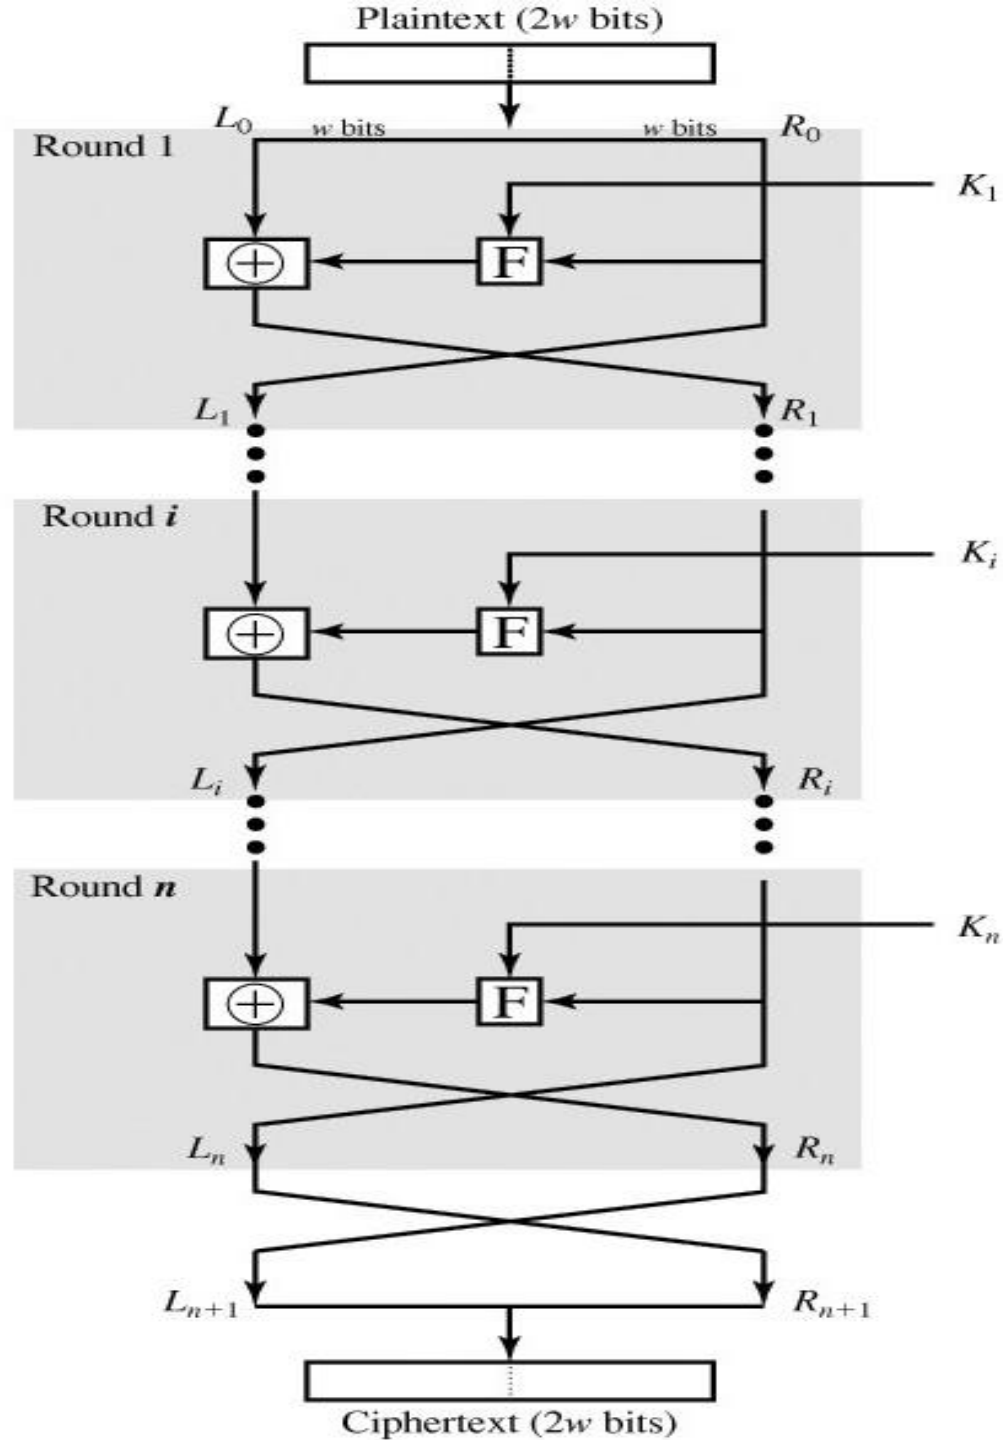 Plaintext (2w bits)
L₀ w bits w bits R₀
Round 1
K₁
⊕ F
L₁ R₁
Round i
Kᵢ
⊕ F
Lᵢ Rᵢ
Round n
Kₙ
⊕ F
Lₙ Rₙ
Lₙ₊₁ Rₙ₊₁
Ciphertext (2w bits)